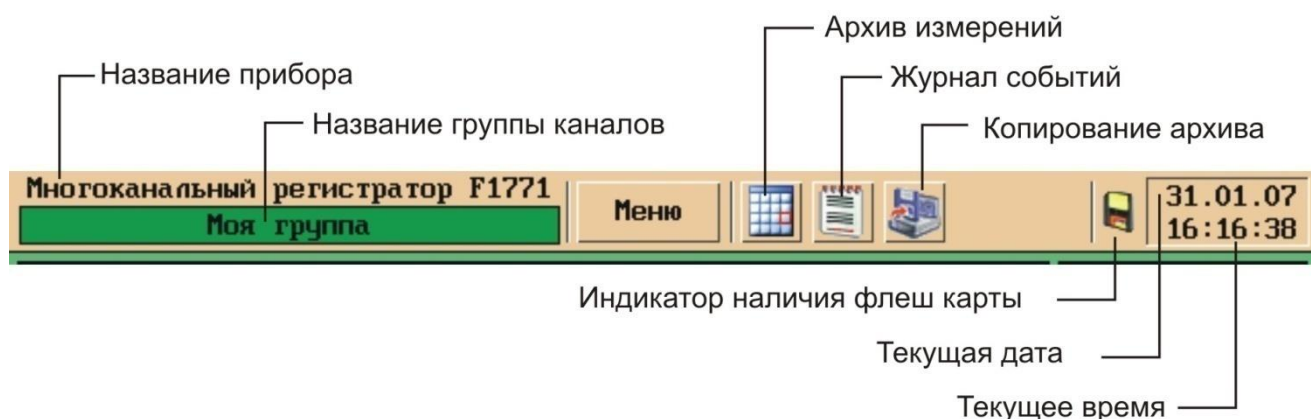 Архив измерений
Название прибора
Журнал событий
Название группы каналов
Копирование архива
Многоканальный регистратор F1771
Моя группа
Меню
31.01.07
16:16:38
Индикатор наличия флеш карты
Текущая дата
Текущее время